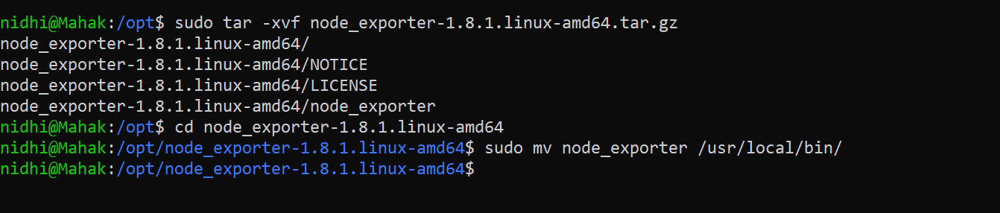 nidhi@Mahak:/opt$ sudo tar -xvf node_exporter-1.8.1.linux-amd64.tar.gz
node_exporter-1.8.1.linux-amd64/
node_exporter-1.8.1.linux-amd64/NOTICE
node_exporter-1.8.1.linux-amd64/LICENSE
node_exporter-1.8.1.linux-amd64/node_exporter
nidhi@Mahak:/opt$ cd node_exporter-1.8.1.linux-amd64
nidhi@Mahak:/opt/node_exporter-1.8.1.linux-amd64$ sudo mv node_exporter /usr/local/bin/
nidhi@Mahak:/opt/node_exporter-1.8.1.linux-amd64$